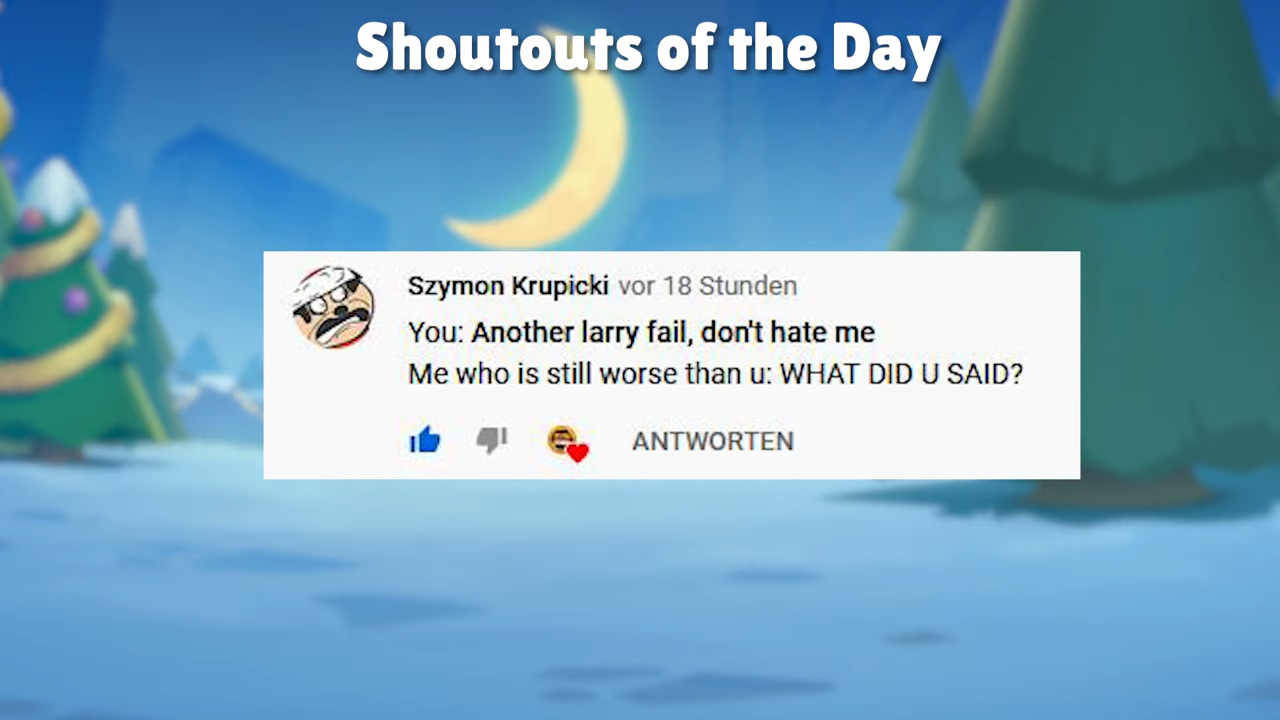 Shoutouts of the Day
Szymon Krupicki vor 18 Stunden
You: Another larry fail, don't hate me
Me who is still worse than u: WHAT DID U SAID?
ANTWORTEN